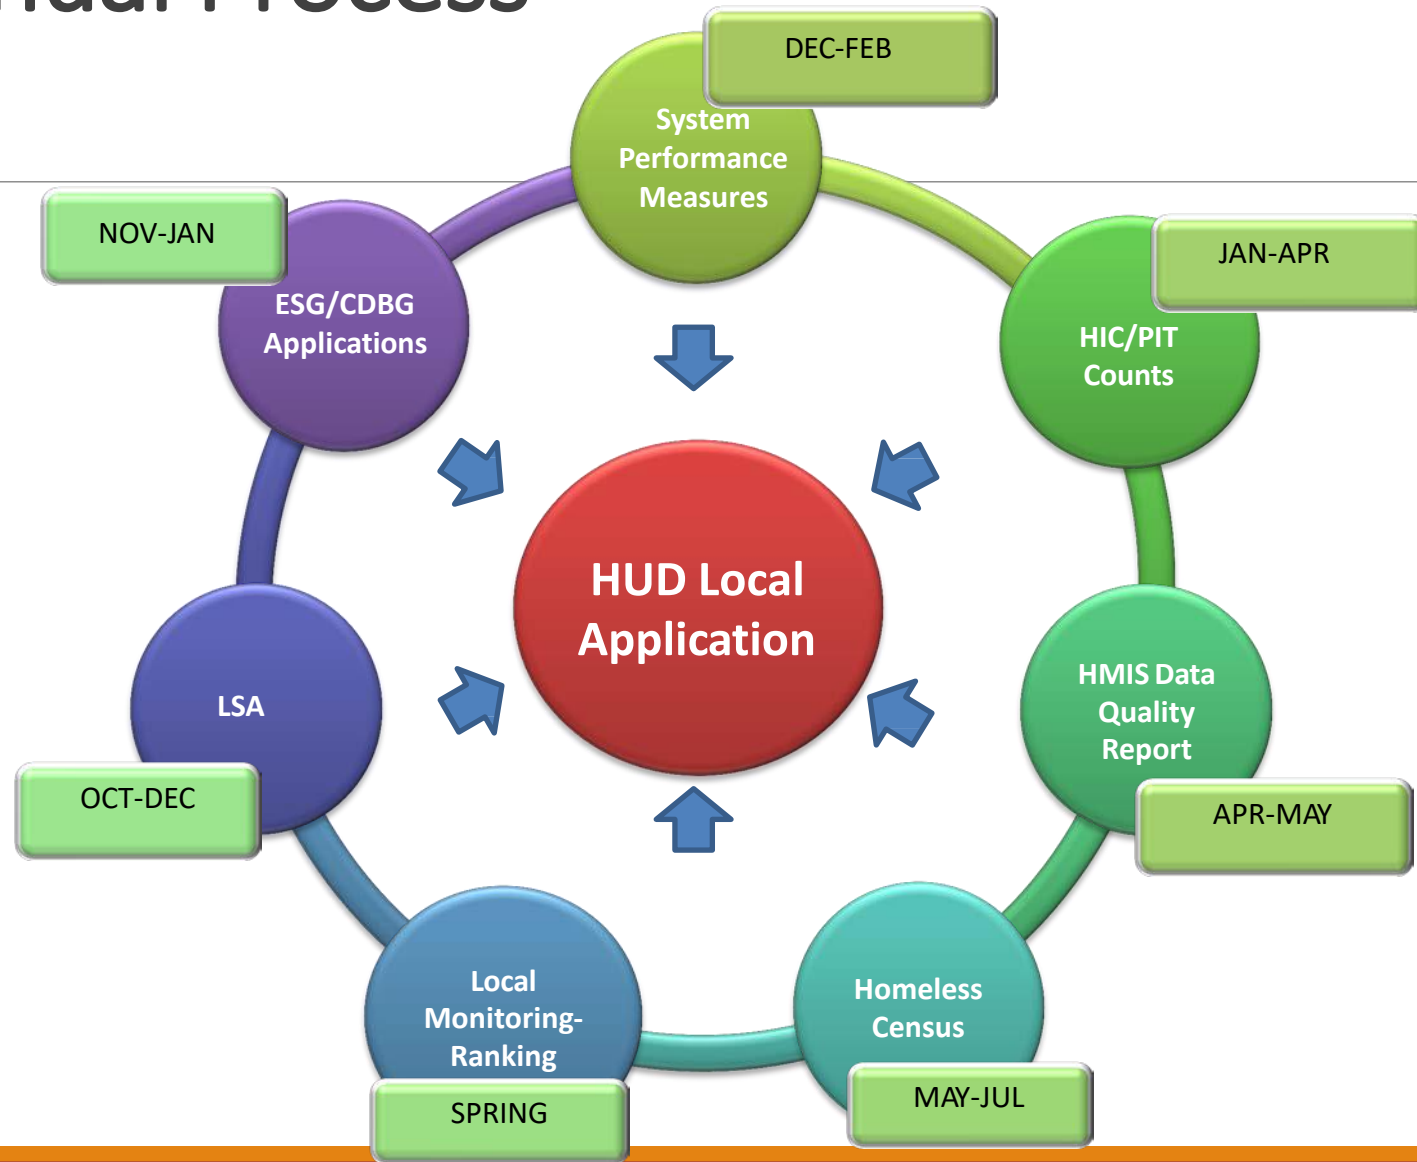 Process
DEC-FEB
System
Performance
Measures
JAN-APR
HIC/PIT
Counts
HMIS Data
Quality
Report
APR-MAY
Homeless
Census
MAY-JUL
Local
Monitoring-
Ranking
SPRING
LSA
OCT-DEC
NOV-JAN
ESG/CDBG
Applications
HUD Local
Application